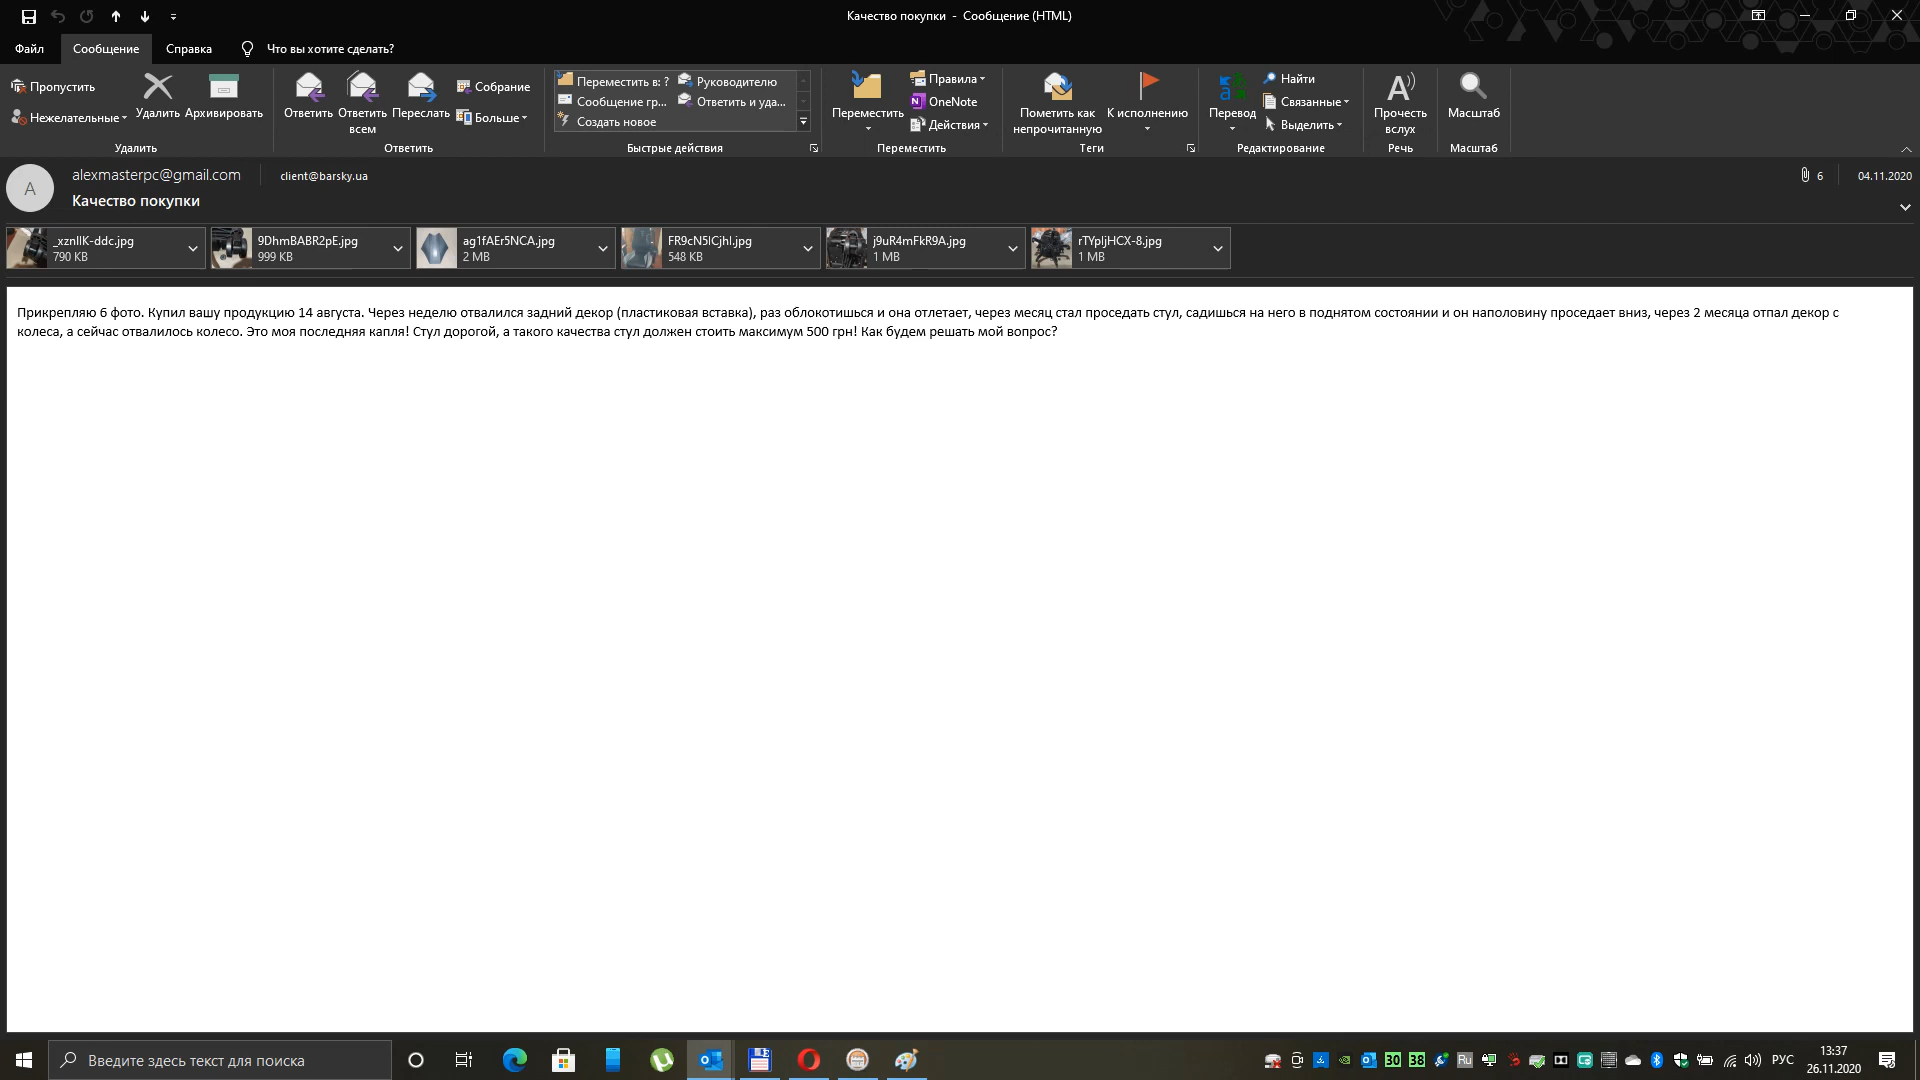 Качество покупки - Сообщение (HTML)
Файл Сообщение Справка Что вы хотите сделать?
Пропустить
Нежелательные
Удалить
Архивировать
Удалить
Ответить
Ответить всем
Переслать
Собрание
Больше
Ответить
Переместить в: ?
Сообщение гр...
Создать новое
Руководителю
Ответить и уда...
Быстрые действия
Переместить
Правила
OneNote
Действия
Переместить
Пометить как непрочитанную
К исполнению
Теги
Перевод
Найти
Связанные
Выделить
Редактирование
Прочесть вслух
Речь
Масштаб
Масштаб
A
alexmasterpc@gmail.com client@barsky.ua 6 04.11.2020
Качество покупки
_xznllK-ddc.jpg
790 KB
9DhmBABR2pE.jpg
999 KB
ag1fAEr5NCA.jpg
2 MB
FR9cN5lCjhI.jpg
548 KB
j9uR4mFkR9A.jpg
1 MB
rTYpljHCX-8.jpg
1 MB
Прикрепляю 6 фото. Купил вашу продукцию 14 августа. Через неделю отвалился задний декор (пластиковая вставка), раз облокотишься и она отлетает, через месяц стал проседать стул, садишься на него в поднятом состоянии и он наполовину проседает вниз, через 2 месяца отпал декор с
колеса, а сейчас отвалилось колесо. Это моя последняя капля! Стул дорогой, а такого качества стул должен стоить максимум 500 грн! Как будем решать мой вопрос?
Введите здесь текст для поиска
30 38 Ru РУС
13:37
26.11.2020